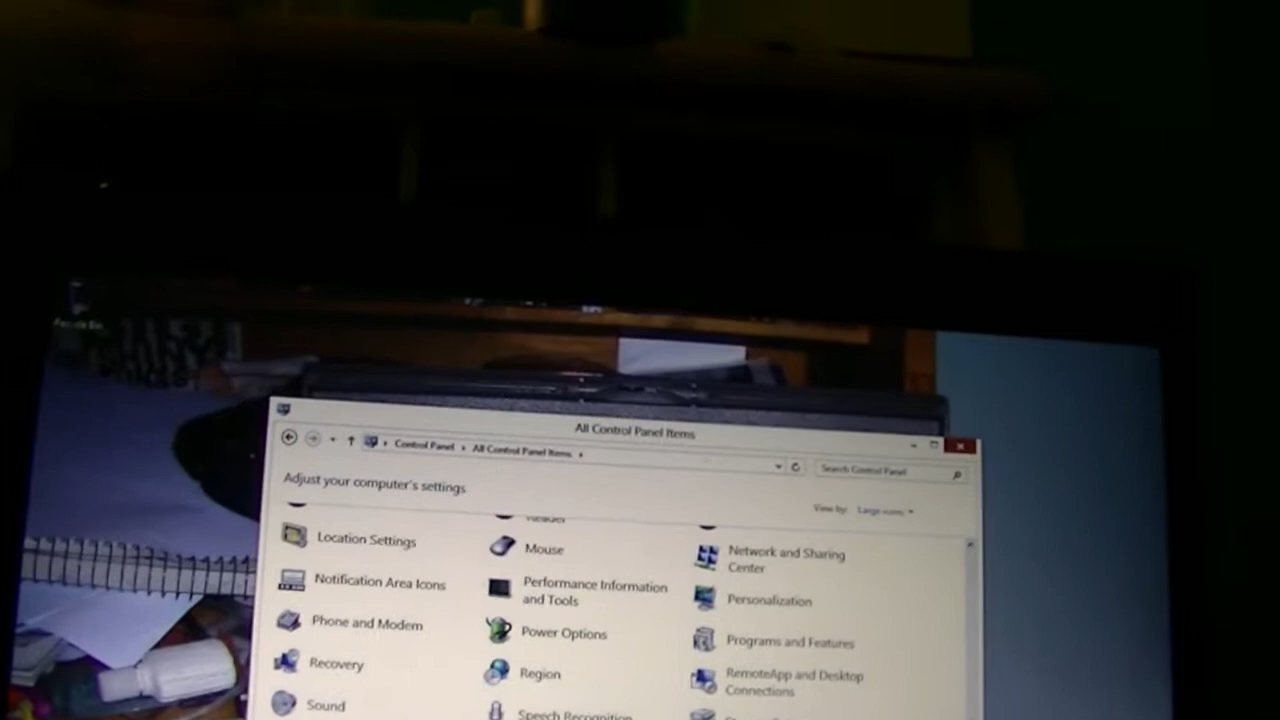 All Control Panel Items
Control Panel
All Control Panel Items
Search Control Panel
Adjust your computer's settings
View by: Large icons
Reader
Location Settings
Mouse
Network and Sharing
Center
Notification Area Icons
Performance Information
and Tools
Personalization
Phone and Modem
Power Options
Programs and Features
Recovery
Region
RemoteApp and Desktop
Connections
Sound
Speech Recognition